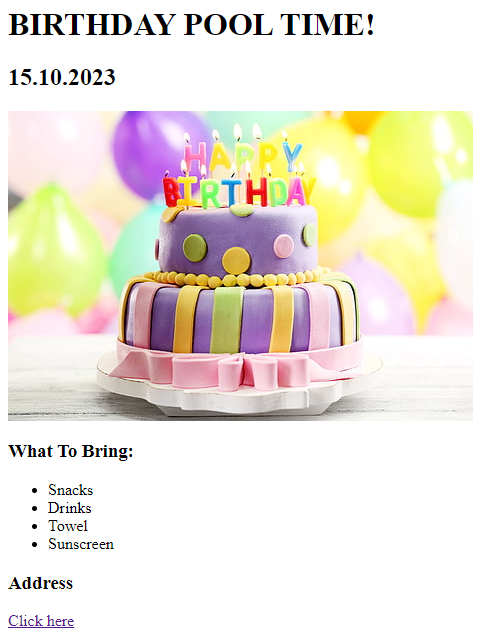 BIRTHDAY POOL TIME!
15.10.2023
HAPPY
BIRTHDAY
What To Bring:
Snacks
Drinks
Towel
Sunscreen
Address
Click here